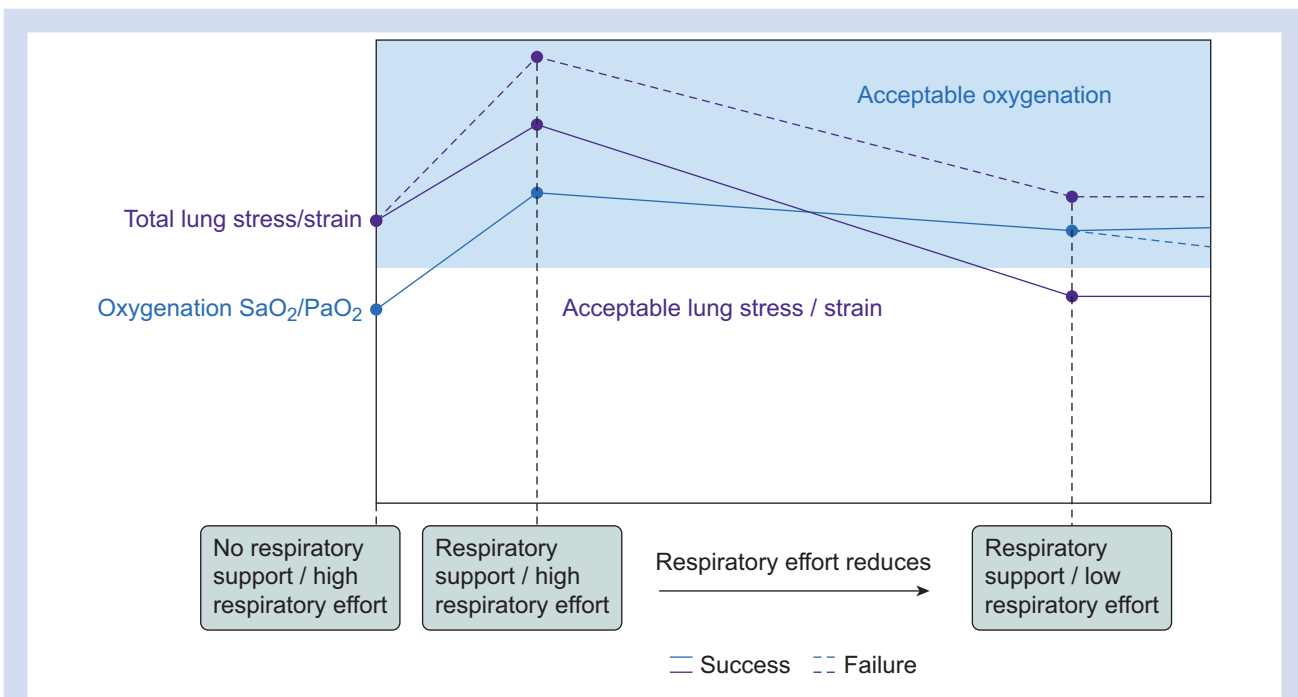 Acceptable oxygenation
Total lung stress/strain
Oxygenation SaO₂/PaO₂
Acceptable lung stress / strain
No respiratory
support / high
respiratory effort
Respiratory
support / high
respiratory effort
Respiratory effort reduces
Respiratory
support / low
respiratory effort
Success
Failure